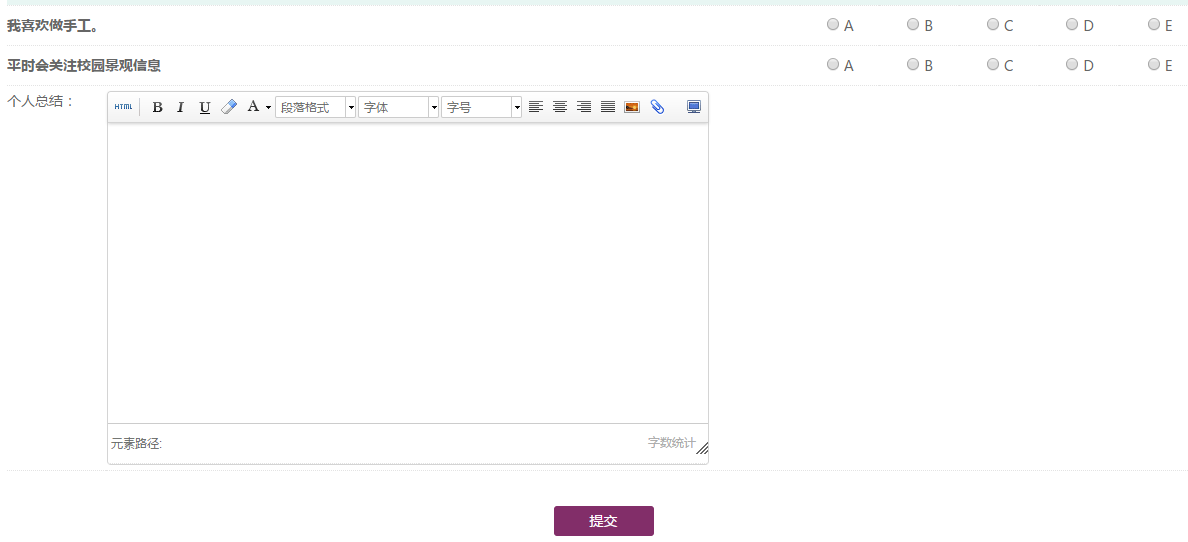 我喜欢做手工。 A B C D E
平时会关注校园景观信息 A B C D E
个人总结：
HTML B I U A 段落格式 字体 字号
元素路径: 字数统计
提交